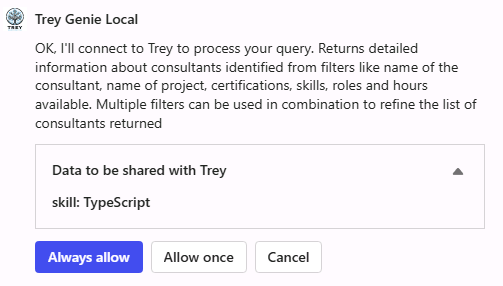 TREY
Trey Genie Local
OK, I'll connect to Trey to process your query. Returns detailed
information about consultants identified from filters like name of the
consultant, name of project, certifications, skills, roles and hours
available. Multiple filters can be used in combination to refine the list of
consultants returned
Data to be shared with Trey
skill: TypeScript
Always allow
Allow once
Cancel